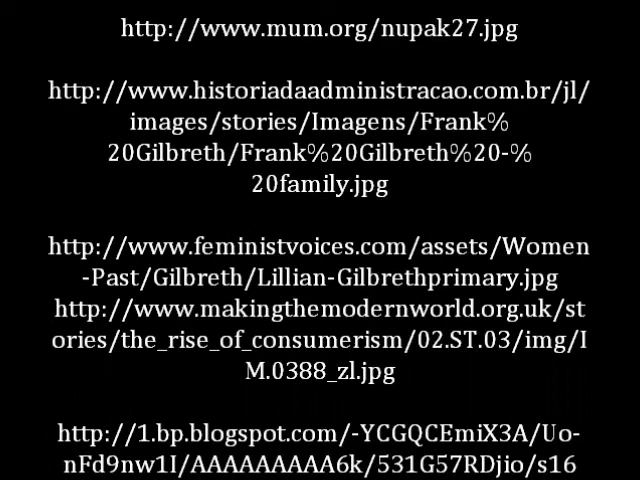 http://www.mum.org/nupak27.jpg
http://www.historiadaadministracao.com.br/jl/
images/stories/Imagens/Frank%
20Gilbreth/Frank%20Gilbreth%20-%
20family.jpg
http://www.feministvoices.com/assets/Women
-Past/Gilbreth/Lillian-Gilbrethprimary.jpg
http://www.makingthemodernworld.org.uk/st
ories/the_rise_of_consumerism/02.ST.03/img/I
M.0388_zl.jpg
http://1.bp.blogspot.com/-YCGQCEmiX3A/Uo-
nFd9nw1I/AAAAAAAAA6k/531G57RDjio/s16